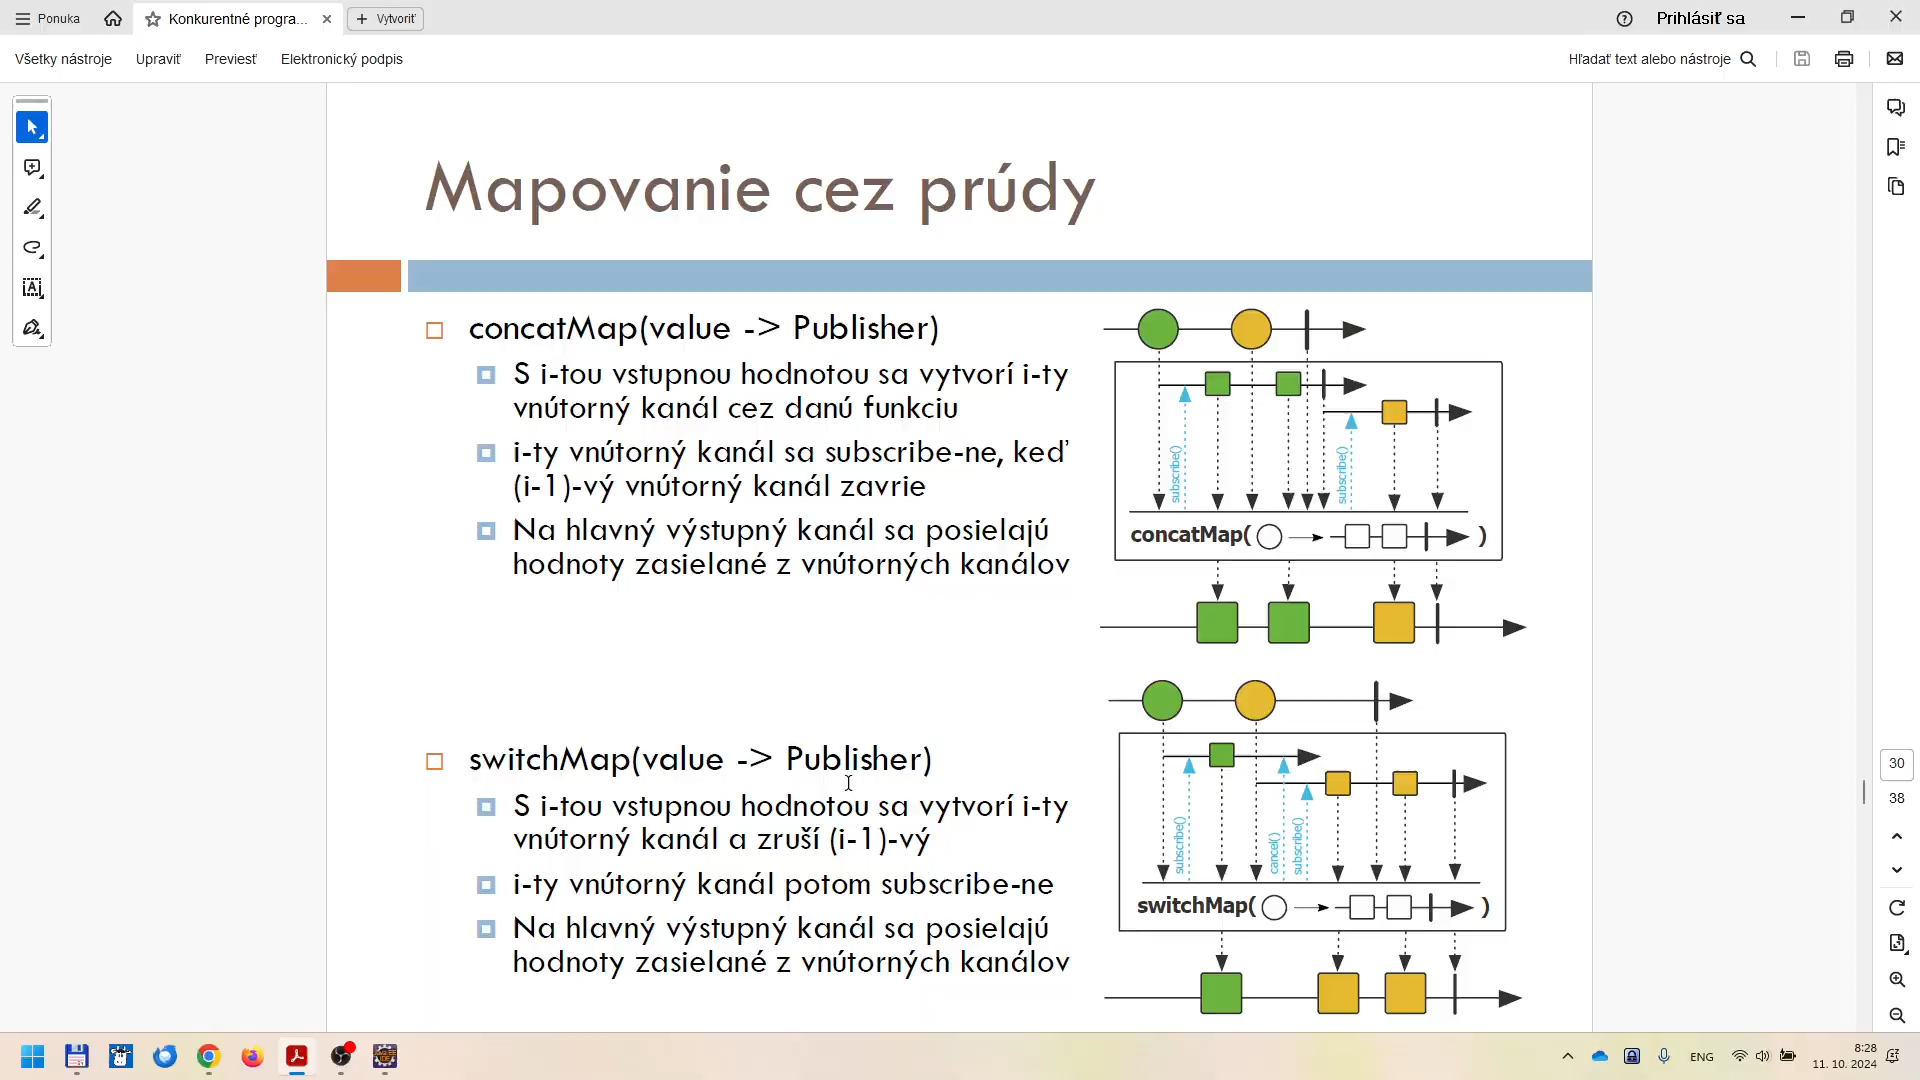 Ponuka
Konkurentné progra...
Vytvoriť
Prihlásiť sa
Všetky nástroje
Upraviť
Previesť
Elektronický podpis
Hľadať text alebo nástroje
Mapovanie cez prúdy
concatMap(value -> Publisher)
S i-tou vstupnou hodnotou sa vytvorí i-ty
vnútorný kanál cez danú funkciu
i-ty vnútorný kanál sa subscribe-ne, keď
(i-1)-vý vnútorný kanál zavrie
Na hlavný výstupný kanál sa posielajú
hodnoty zasielané z vnútorných kanálov
subscribe()
subscribe()
concatMap( )
switchMap(value -> Publisher)
S i-tou vstupnou hodnotou sa vytvorí i-ty
vnútorný kanál a zruší (i-1)-vý
i-ty vnútorný kanál potom subscribe-ne
Na hlavný výstupný kanál sa posielajú
hodnoty zasielané z vnútorných kanálov
subscribe()
cancel()
subscribe()
switchMap( )
30
38
ENG
8:28
11. 10. 2024